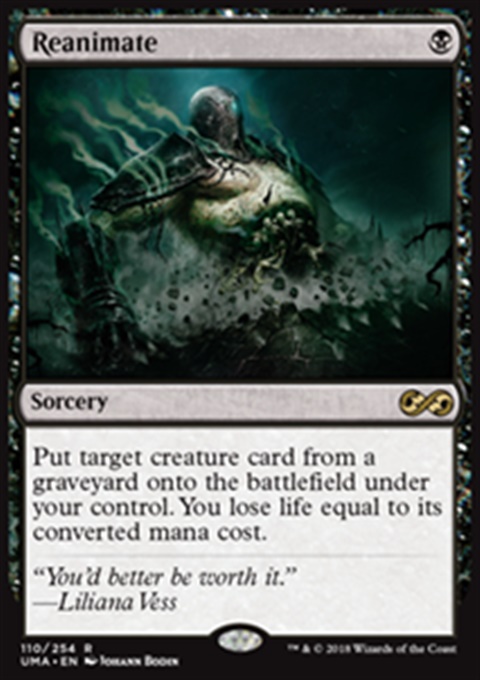 Reanimate
Sorcery
Put target creature card from a
graveyard onto the battlefield under
your control. You lose life equal to its
converted mana cost.
“You’d better be worth it.”
—Liliana Vess
110/254 R
UMA • EN Johann Bodin
™ & © 2018 Wizards of the Coast